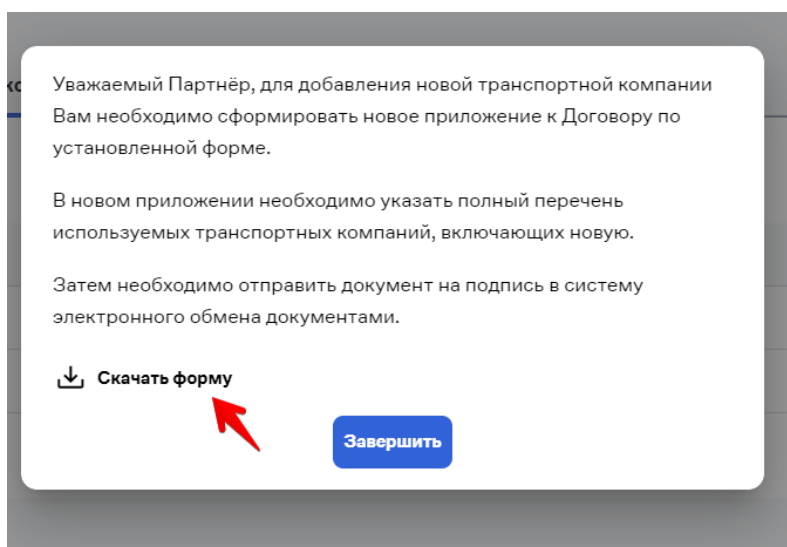 Уважаемый Партнёр, для добавления новой транспортной компании
Вам необходимо сформировать новое приложение к Договору по
установленной форме.
В новом приложении необходимо указать полный перечень
используемых транспортных компаний, включающих новую.
Затем необходимо отправить документ на подпись в систему
электронного обмена документами.
Скачать форму
Завершить